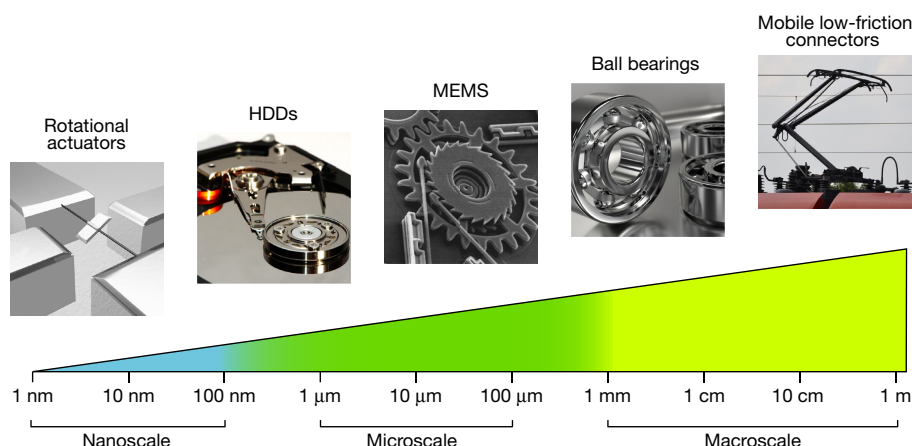 Mobile low-friction
connectors
Ball bearings
MEMS
HDDs
Rotational
actuators
1 nm 10 nm 100 nm 1 μm 10 μm 100 μm 1 mm 1 cm 10 cm 1 m
Nanoscale Microscale Macroscale